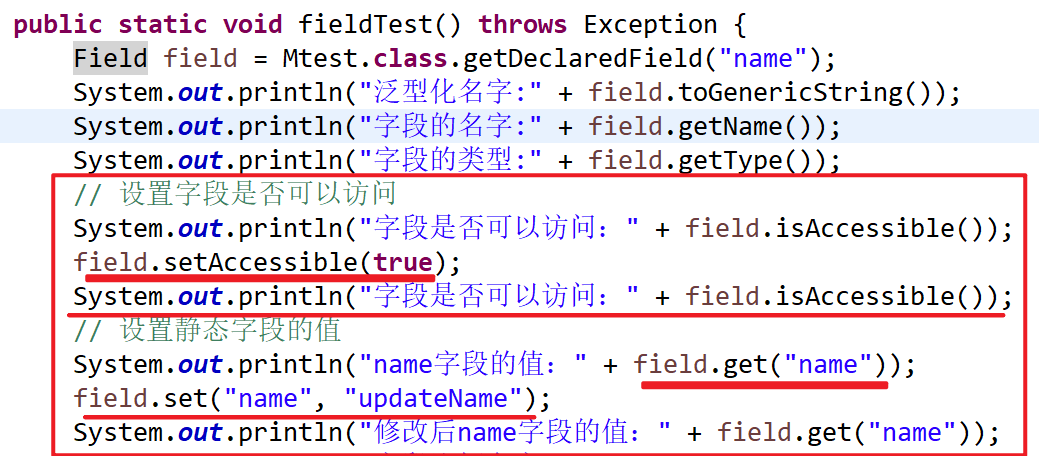 public static void fieldTest() throws Exception {
Field field = Mtest.class.getDeclaredField("name");
System.out.println("泛型化名字:" + field.toGenericString());
System.out.println("字段的名字:" + field.getName());
System.out.println("字段的类型:" + field.getType());
// 设置字段是否可以访问
System.out.println("字段是否可以访问：" + field.isAccessible());
field.setAccessible(true);
System.out.println("字段是否可以访问：" + field.isAccessible());
// 设置静态字段的值
System.out.println("name字段的值：" + field.get("name"));
field.set("name", "updateName");
System.out.println("修改后name字段的值：" + field.get("name"));